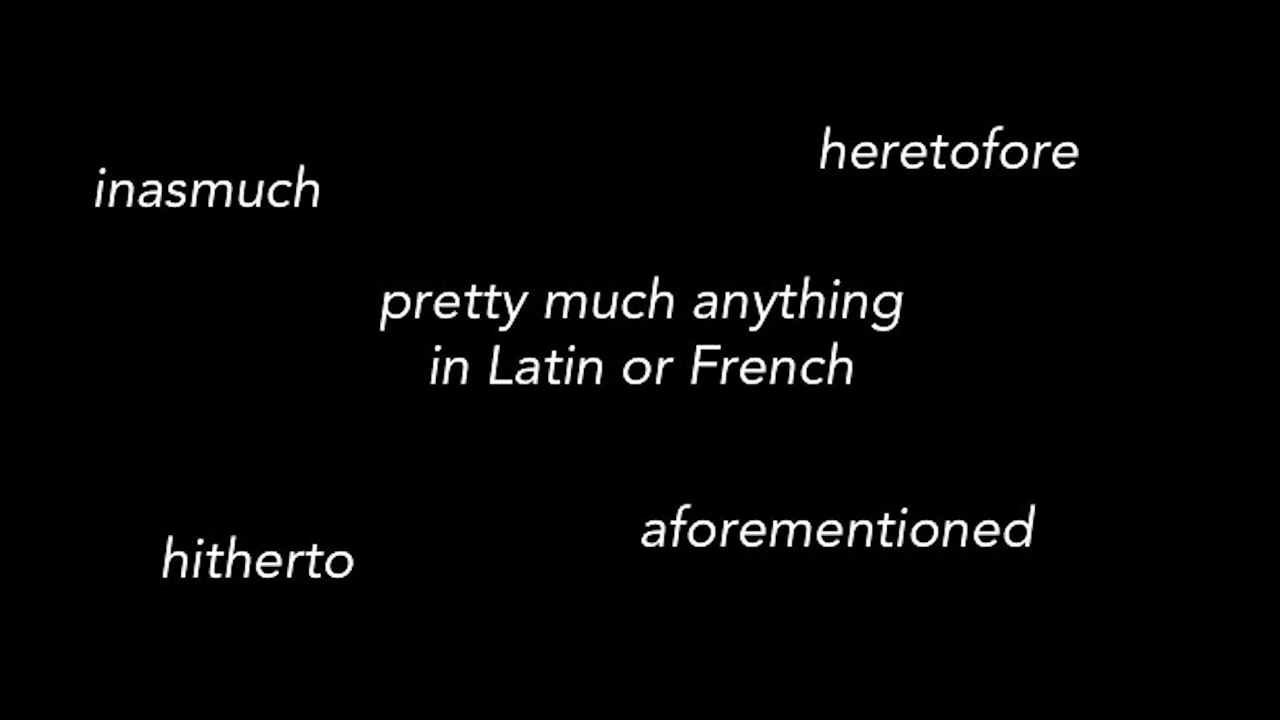 heretofore
inasmuch
pretty much anything
in Latin or French
aforementioned
hitherto